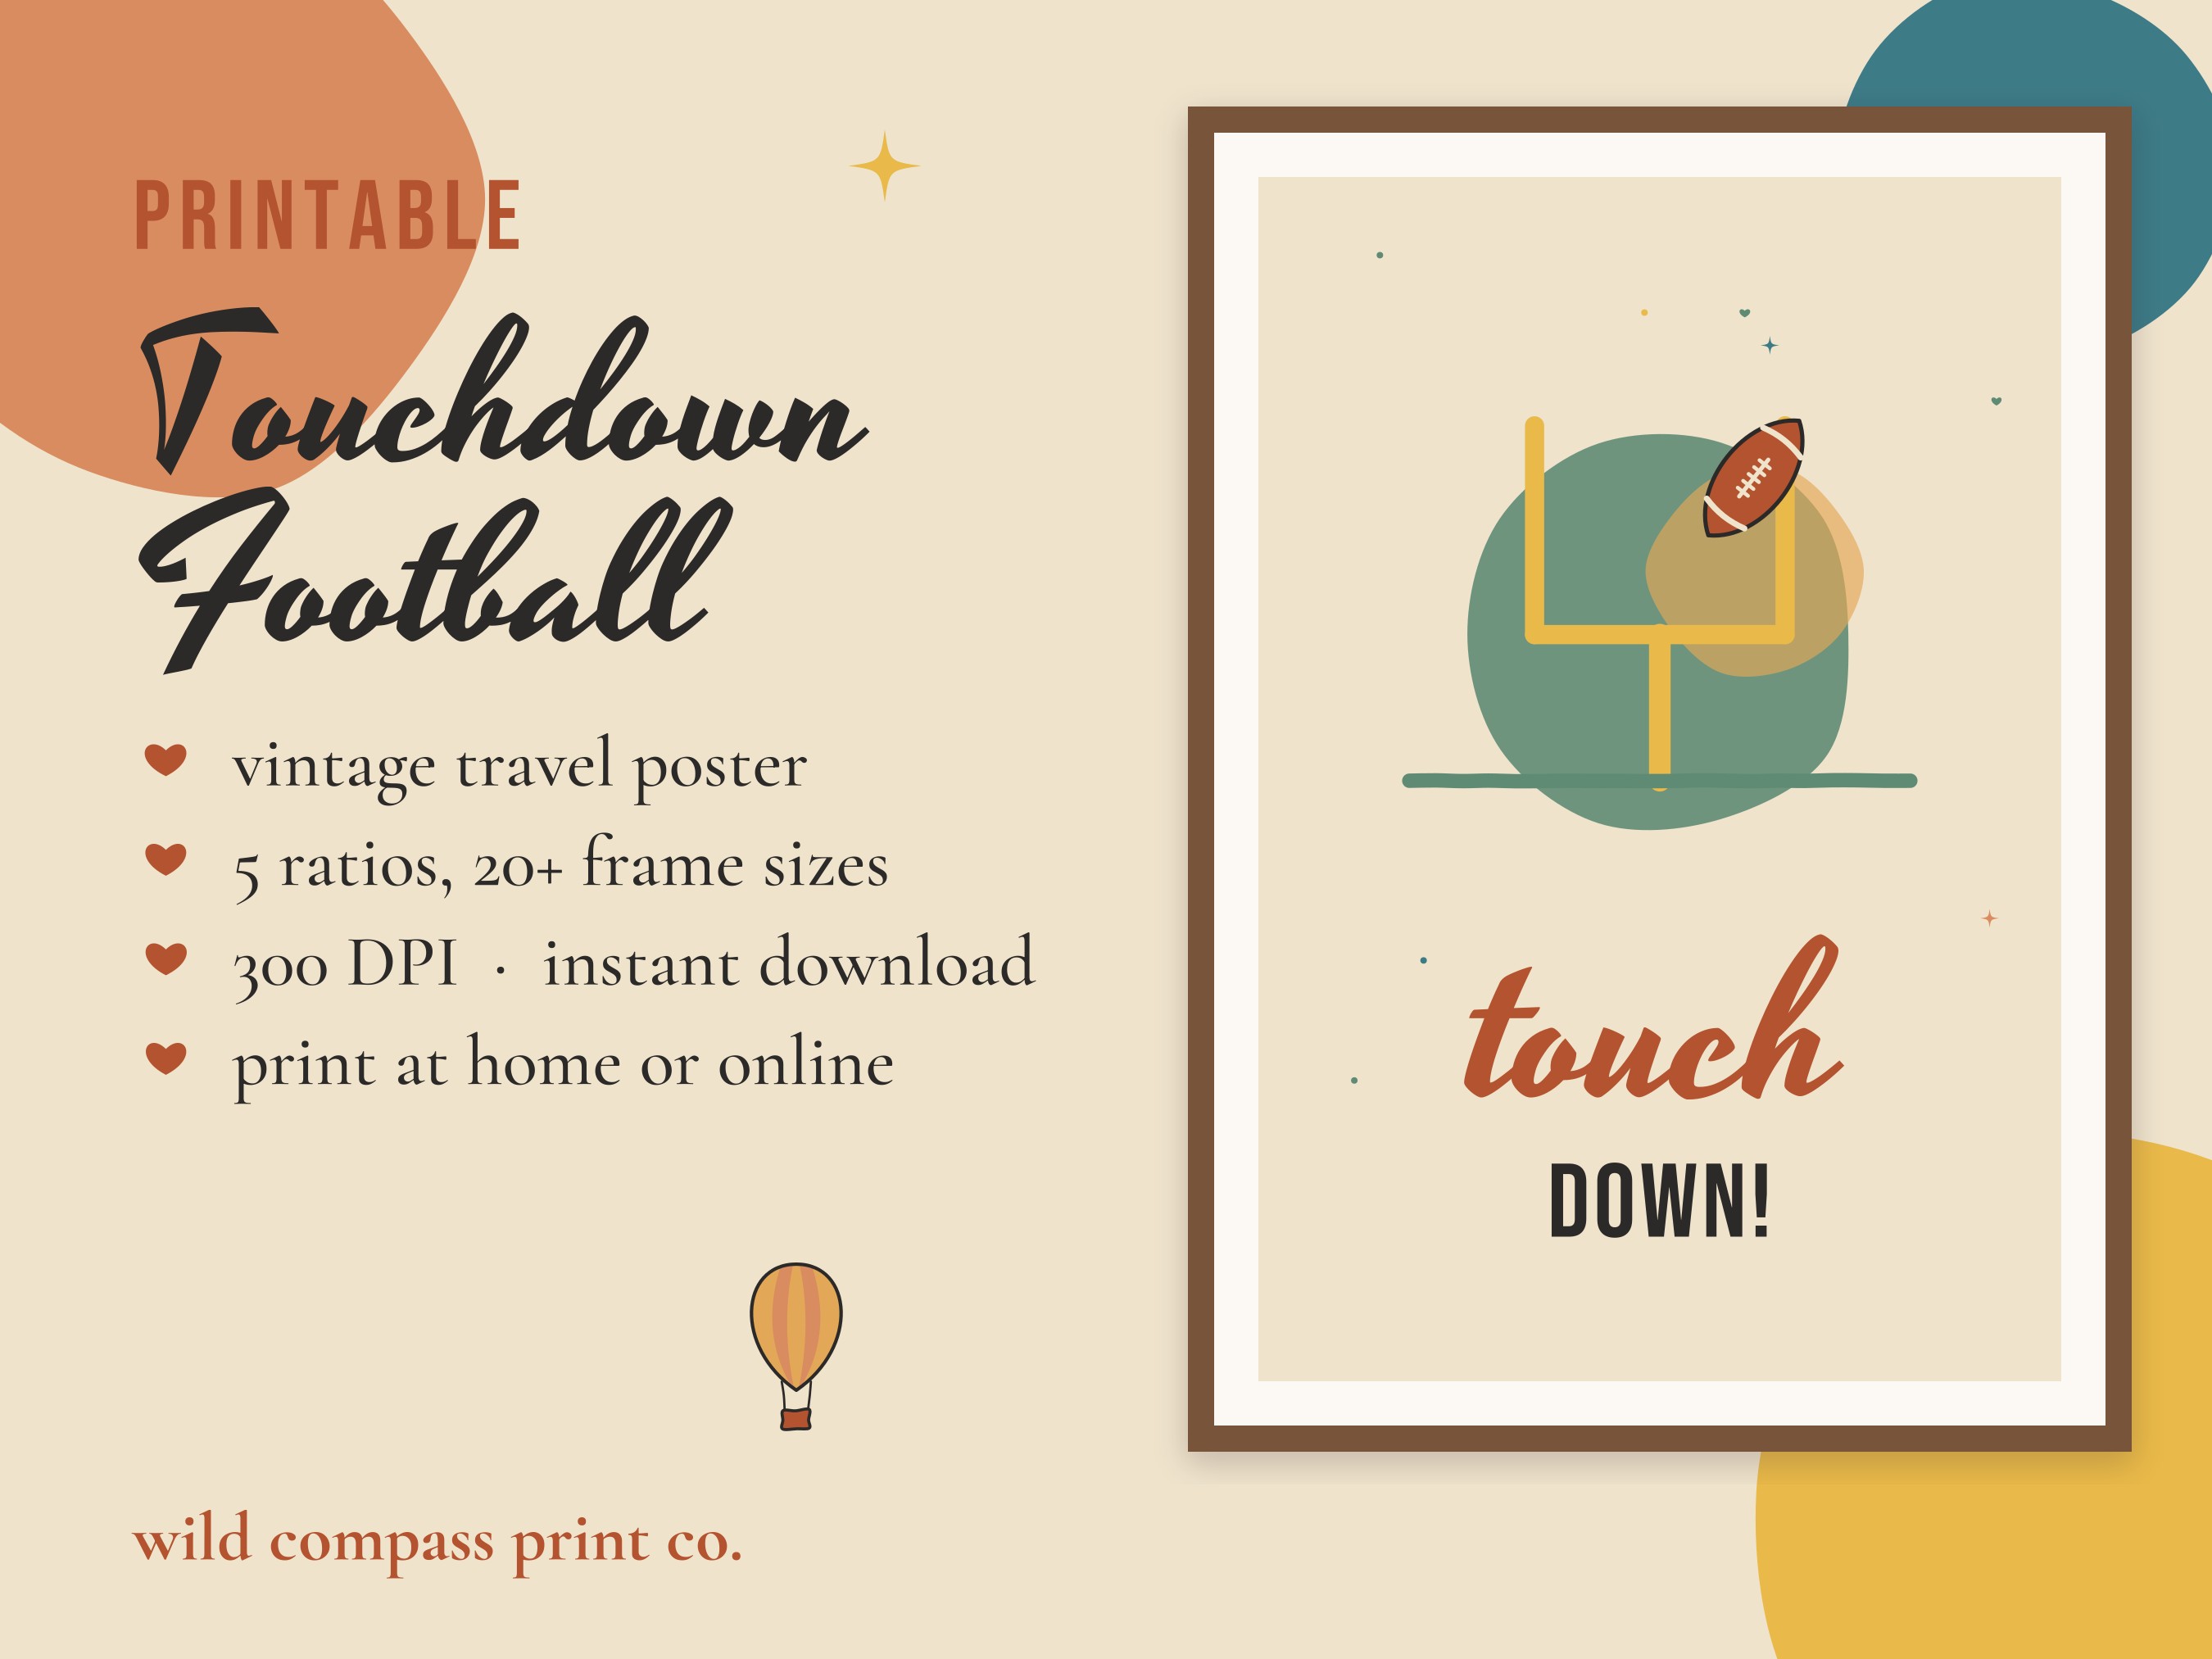 PRINTABLE
Touchdown
Football
vintage travel poster
5 ratios, 20+ frame sizes
300 DPI · instant download
print at home or online
wild compass print co.
touch
DOWN!